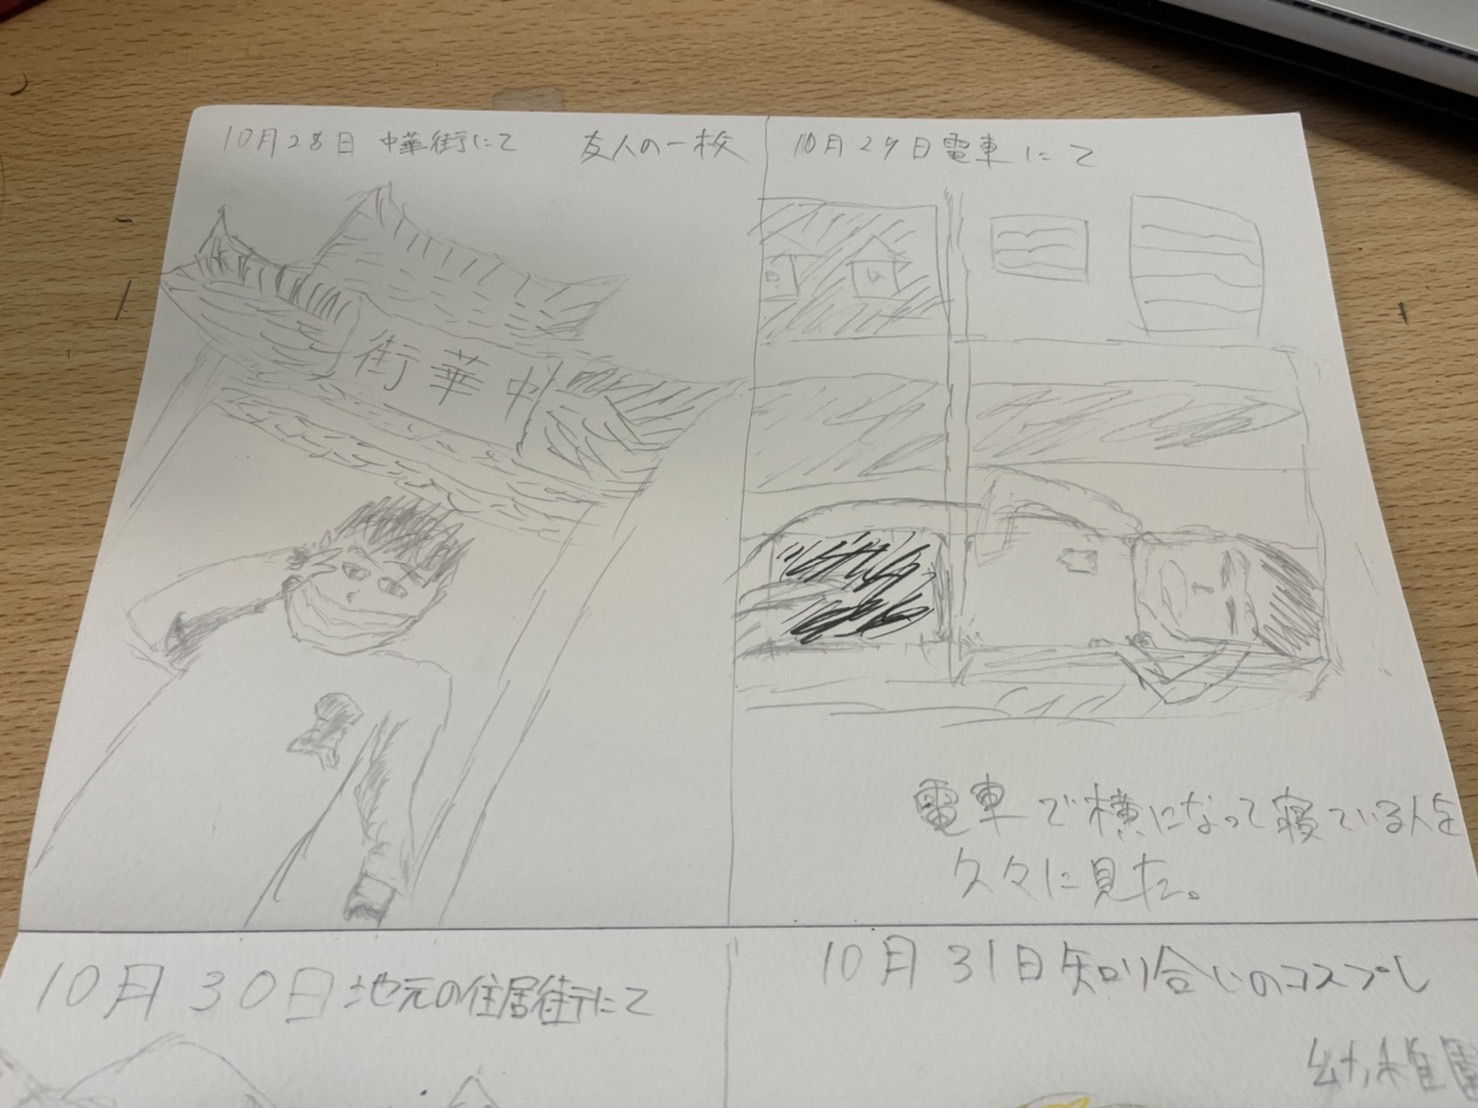 10月28日 中華街にて 友人の一枚
街華中
10月29日電車にて
電車で横になって寝ている人を
久々に見た。
10月30日地元の住居街にて
10月31日知り合いのコスプレ
幼稚園